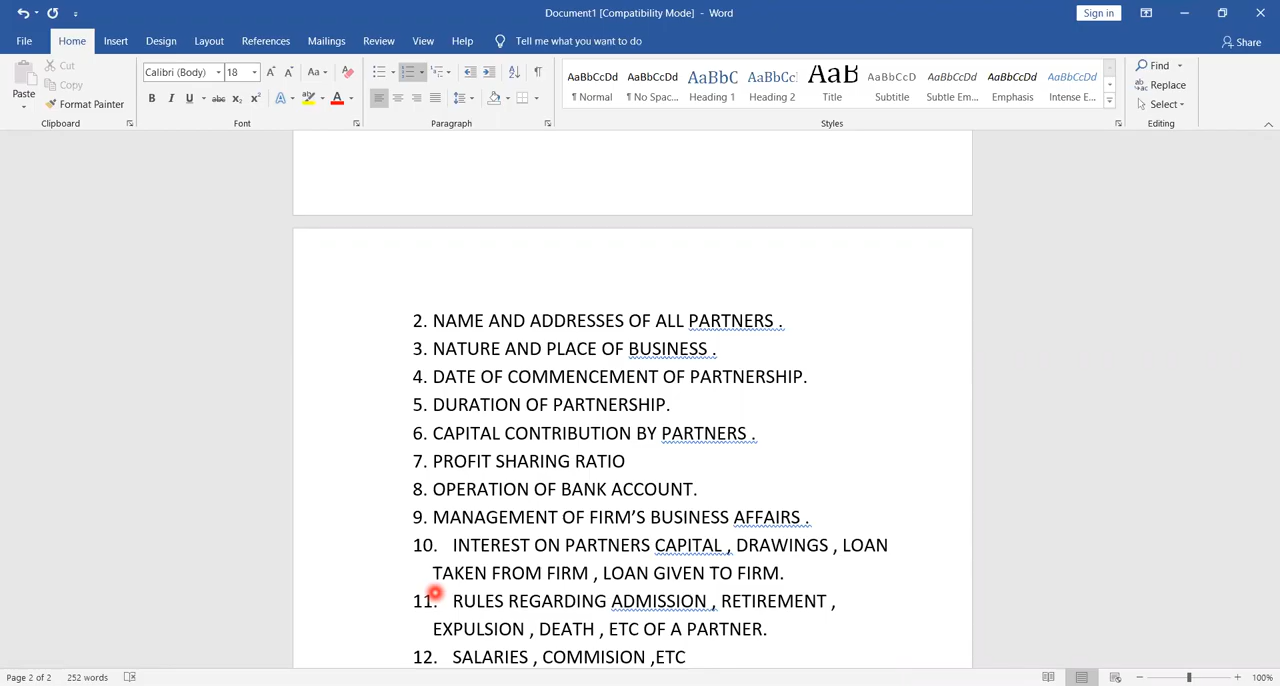 Document1 [Compatibility Mode] - Word
Sign in
File Home Insert Design Layout References Mailings Review View Help Tell me what you want to do
Share
Paste
Cut
Copy
Format Painter
Clipboard
Calibri (Body) 18
Font
Paragraph
AaBbCcDd AaBbCcDd AaBbC AaBbCc AaB AaBbCcD AaBbCcDd AaBbCcDd AaBbCcDd
¶ Normal ¶ No Spac... Heading 1 Heading 2 Title Subtitle Subtle Em... Emphasis Intense E...
Styles
Find
Replace
Select
Editing
2. NAME AND ADDRESSES OF ALL PARTNERS .
3. NATURE AND PLACE OF BUSINESS .
4. DATE OF COMMENCEMENT OF PARTNERSHIP.
5. DURATION OF PARTNERSHIP.
6. CAPITAL CONTRIBUTION BY PARTNERS .
7. PROFIT SHARING RATIO
8. OPERATION OF BANK ACCOUNT.
9. MANAGEMENT OF FIRM’S BUSINESS AFFAIRS .
10. INTEREST ON PARTNERS CAPITAL , DRAWINGS , LOAN
TAKEN FROM FIRM , LOAN GIVEN TO FIRM.
11. RULES REGARDING ADMISSION , RETIREMENT ,
EXPULSION , DEATH , ETC OF A PARTNER.
12. SALARIES , COMMISION ,ETC
Page 2 of 2 252 words
100%